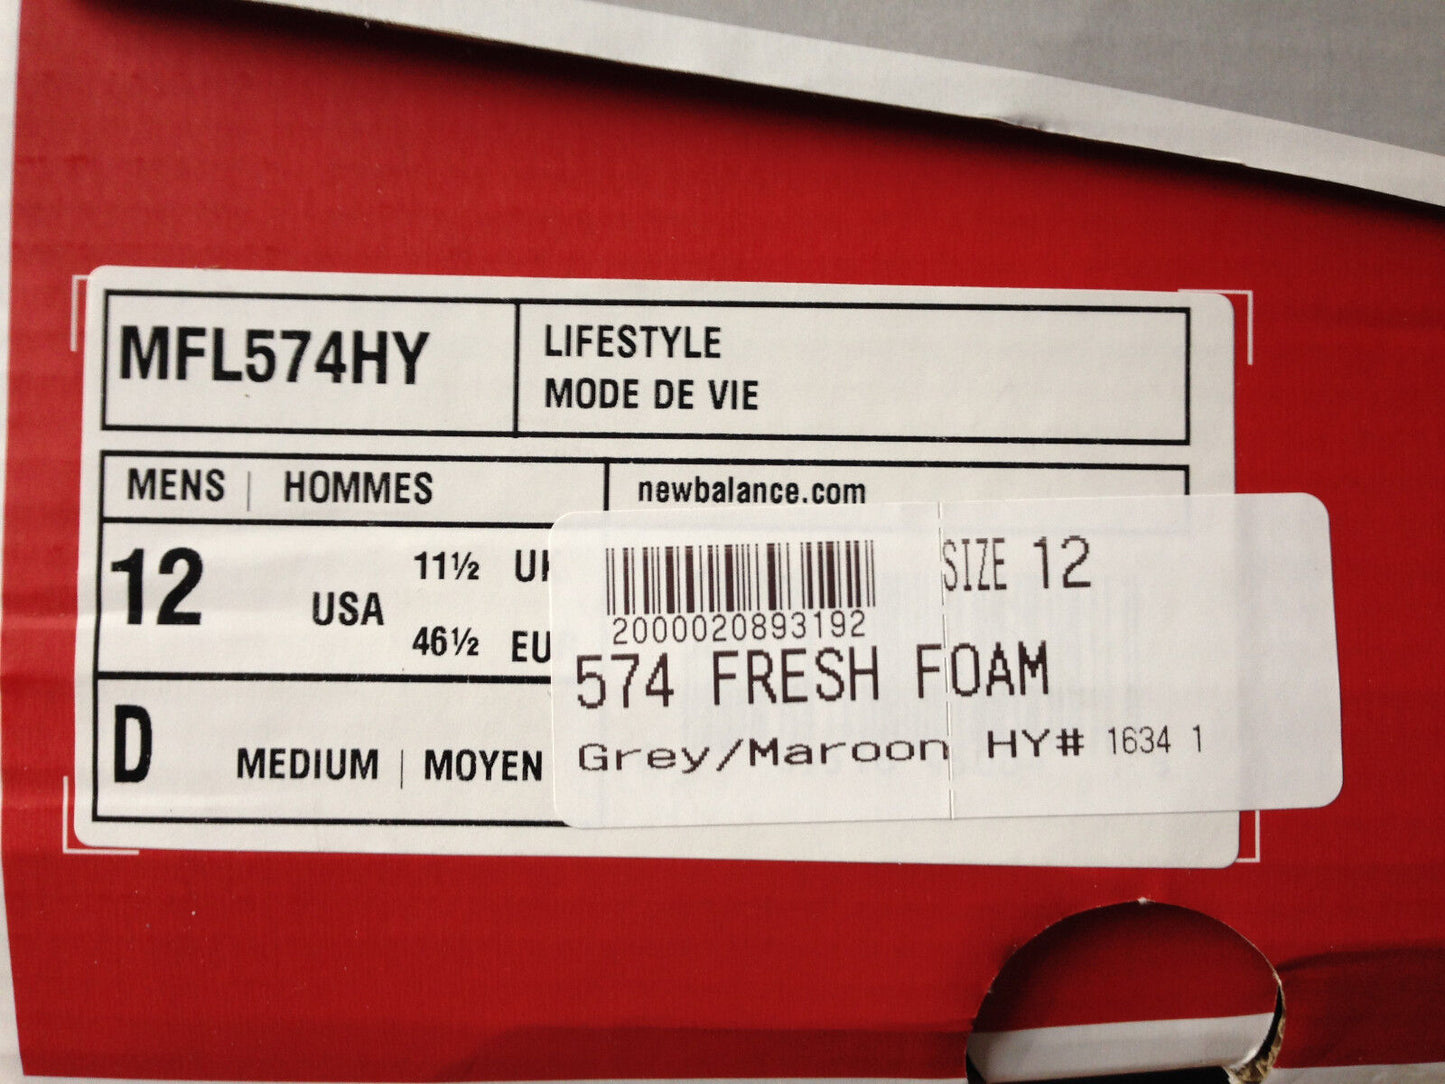 MFL574HY
LIFESTYLE
MODE DE VIE
MENS | HOMMES
newbalance.com
12 USA
11½
46½ EU
D MEDIUM | MOYEN
2000020893192
SIZE 12
574 FRESH FOAM
Grey/Maroon HY# 1634 1